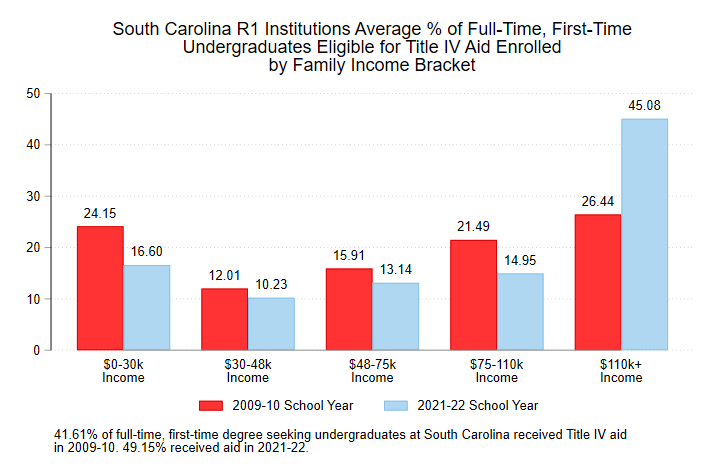 South Carolina R1 Institutions Average % of Full-Time, First-Time
Undergraduates Eligible for Title IV Aid Enrolled
by Family Income Bracket
50
40
30
20
10
0
24.15
16.60
12.01
10.23
15.91
13.14
21.49
14.95
26.44
45.08
$0-30k
Income
$30-48k
Income
$48-75k
Income
$75-110k
Income
$110k+
Income
2009-10 School Year
2021-22 School Year
41.61% of full-time, first-time degree seeking undergraduates at South Carolina received Title IV aid
in 2009-10. 49.15% received aid in 2021-22.